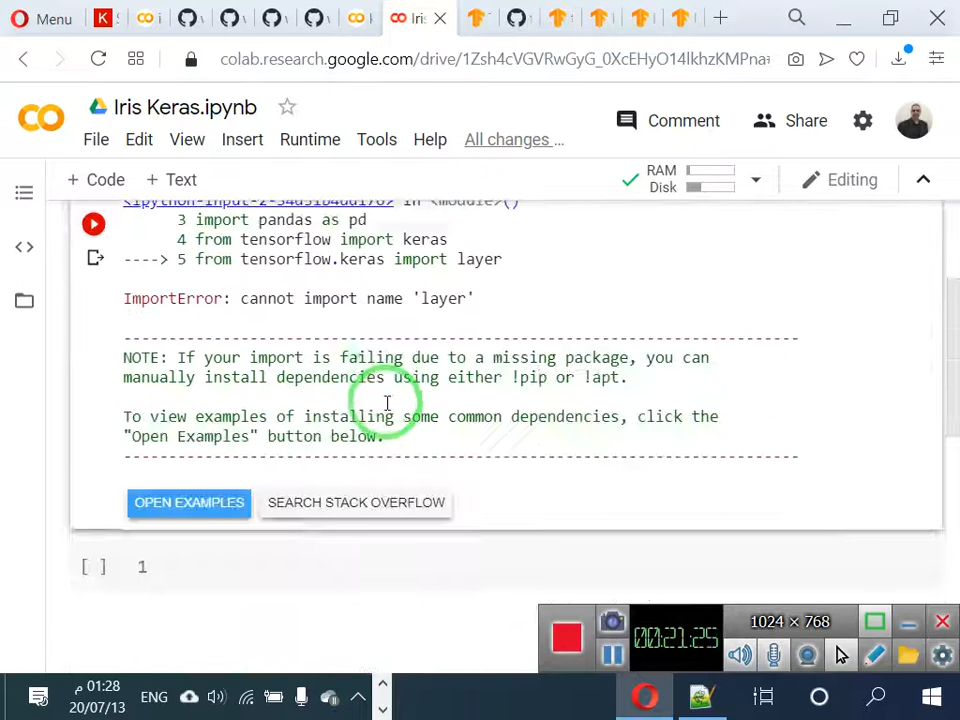 Menu
Iris
colab.research.google.com/drive/1Zsh4cVGVRwGyG_0XcEHyO14lkhzKMPna
Iris Keras.ipynb
Comment
Share
File Edit View Insert Runtime Tools Help All changes …
+ Code + Text
RAM
Disk
Editing
in <module>()
3 import pandas as pd
4 from tensorflow import keras
----> 5 from tensorflow.keras import layer
ImportError: cannot import name 'layer'
NOTE: If your import is failing due to a missing package, you can
manually install dependencies using either !pip or !apt.
To view examples of installing some common dependencies, click the
"Open Examples" button below.
OPEN EXAMPLES SEARCH STACK OVERFLOW
[ ] 1
1024 × 768
00:21:25
01:28 م
20/07/13
ENG